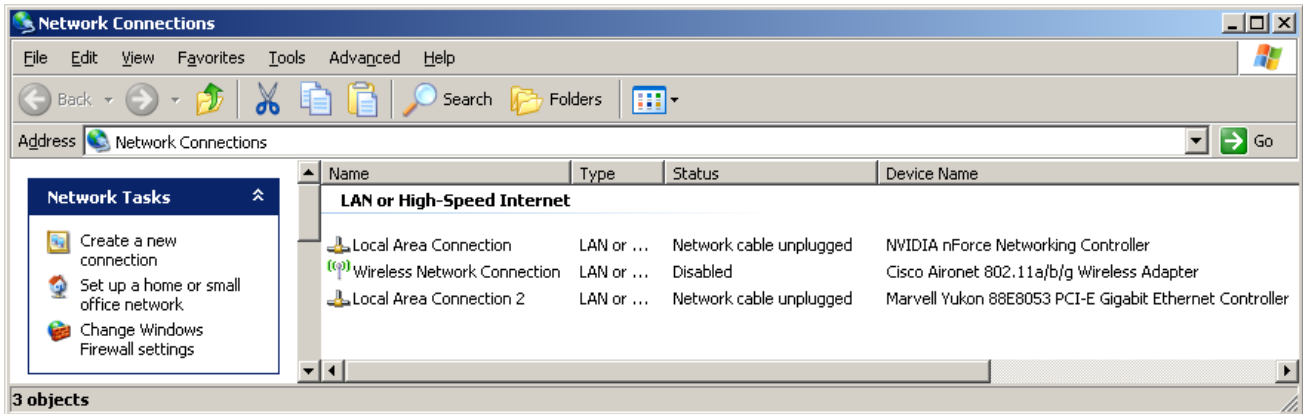 Network Connections
File Edit View Favorites Tools Advanced Help
Back Search Folders
Address Network Connections Go
Network Tasks
Create a new
connection
Set up a home or small
office network
Change Windows
Firewall settings
Name Type Status Device Name
LAN or High-Speed Internet
Local Area Connection LAN or ... Network cable unplugged NVIDIA nForce Networking Controller
Wireless Network Connection LAN or ... Disabled Cisco Aironet 802.11a/b/g Wireless Adapter
Local Area Connection 2 LAN or ... Network cable unplugged Marvell Yukon 88E8053 PCI-E Gigabit Ethernet Controller
3 objects